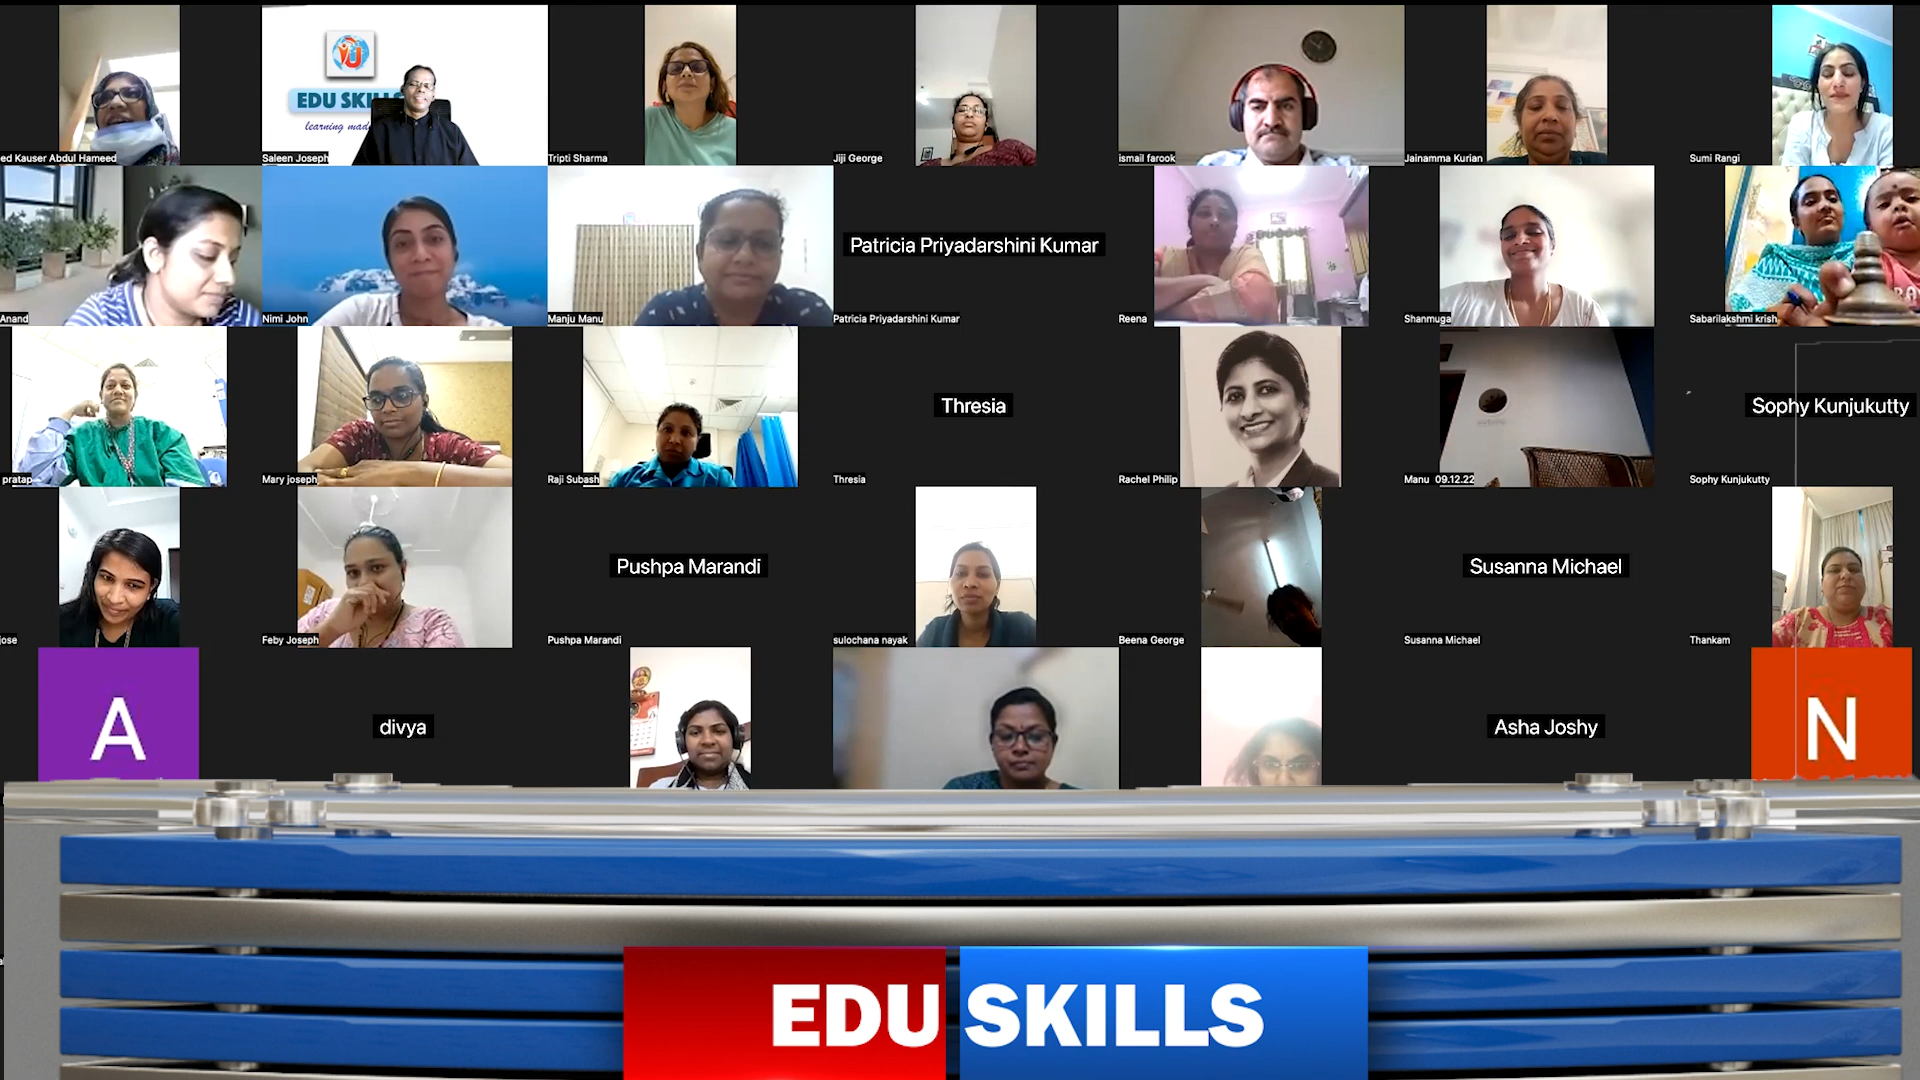 EDU SKILLS
learning mad
ed Kauser Abdul Hameed
Saleen Joseph
Tripti Sharma
Jiji George
ismail farook
Jainamma Kurian
Sumi Rangi
Patricia Priyadarshini Kumar
Anand
Nimi John
Manju Manu
Patricia Priyadarshini Kumar
Reena
Shanmuga
Sabarilakshmi krish
Thresia
Sophy Kunjukutty
pratap
Mary joseph
Raji Subash
Thresia
Rachel Philip
Manu 09.12.22
Sophy Kunjukutty
Pushpa Marandi
Susanna Michael
jose
Feby Joseph
Pushpa Marandi
sulochana nayak
Beena George
Susanna Michael
Thankam
A
divya
Asha Joshy
N
EDU SKILLS